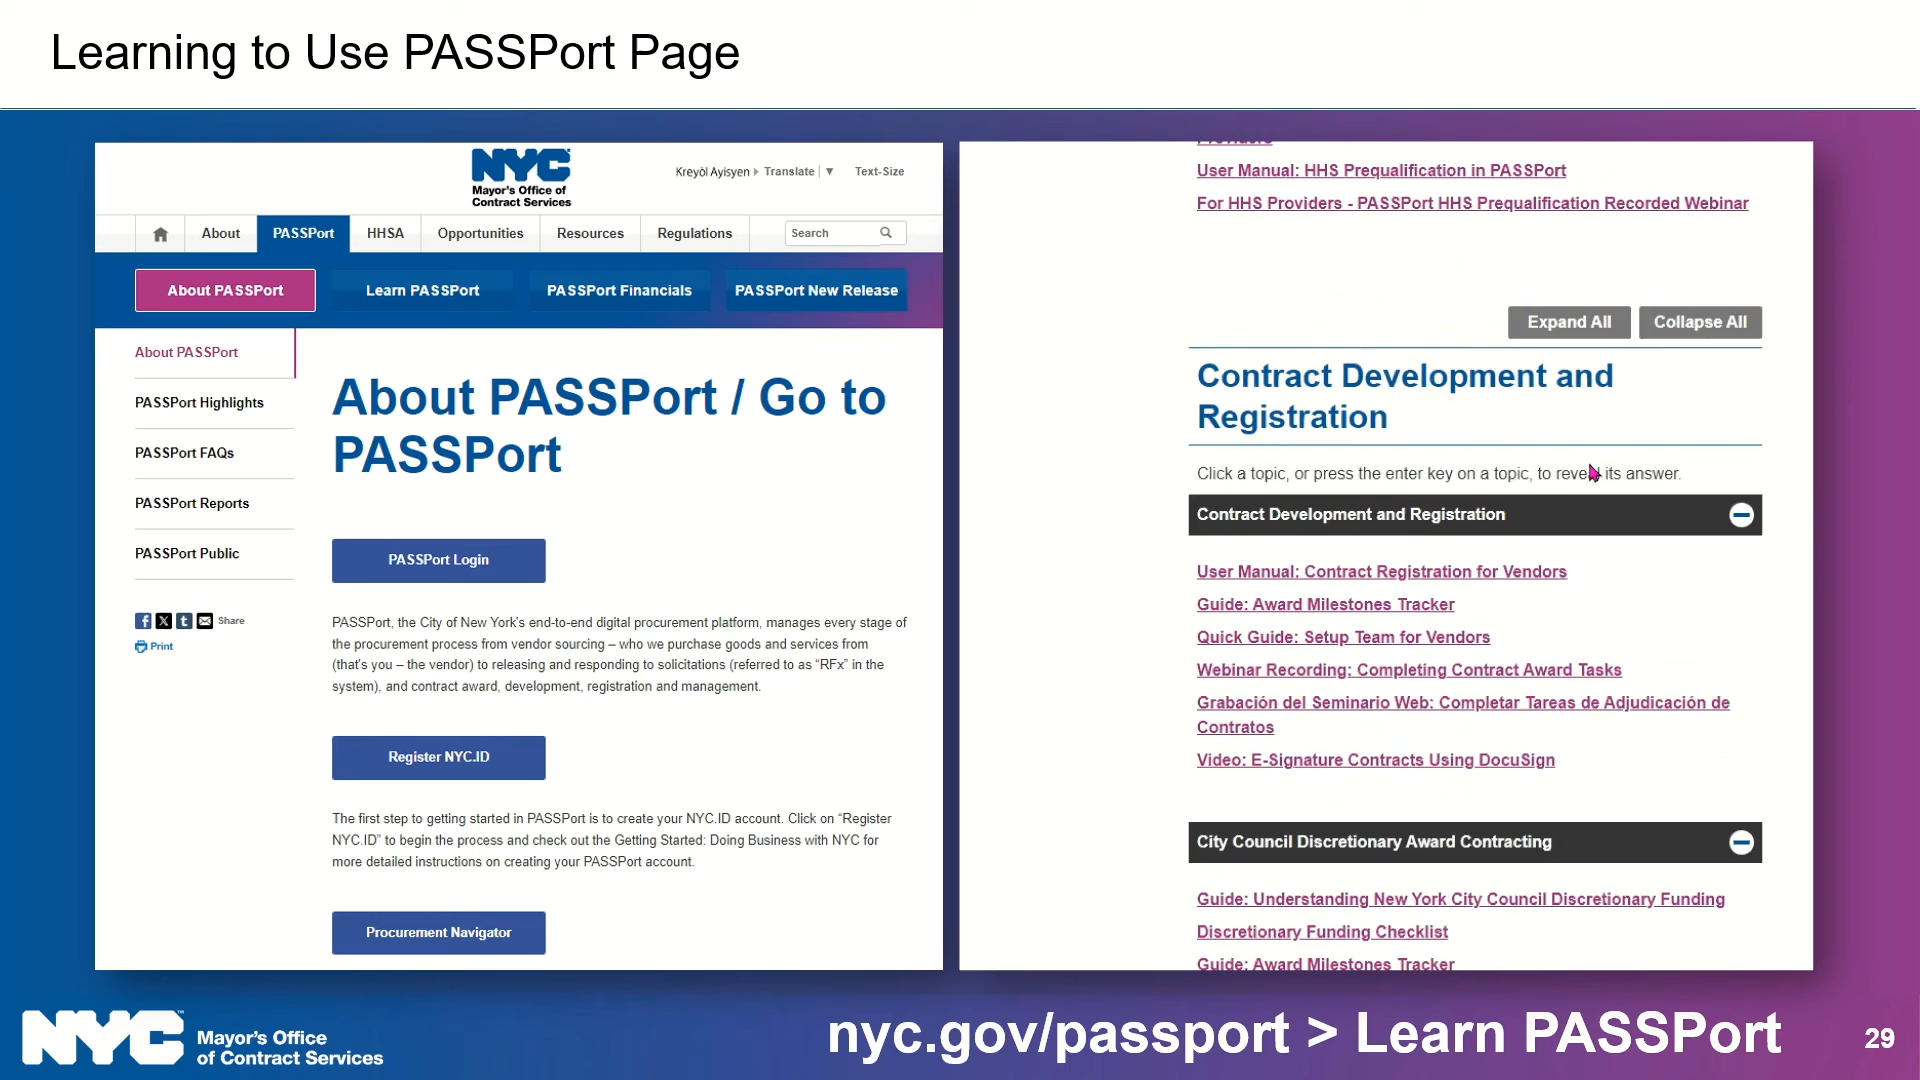 Learning to Use PASSPort Page
NYC
Mayor's Office of
Contract Services
Kreyòl Ayisyen Translate ▼ Text-Size
About PASSPort HHSA Opportunities Resources Regulations Search
About PASSPort Learn PASSPort PASSPort Financials PASSPort New Release
About PASSPort
PASSPort Highlights
PASSPort FAQs
PASSPort Reports
PASSPort Public
Share
Print
About PASSPort / Go to
PASSPort
PASSPort Login
PASSPort, the City of New York's end-to-end digital procurement platform, manages every stage of
the procurement process from vendor sourcing – who we purchase goods and services from
(that's you – the vendor) to releasing and responding to solicitations (referred to as “RFx” in the
system), and contract award, development, registration and management.
Register NYC.ID
The first step to getting started in PASSPort is to create your NYC.ID account. Click on “Register
NYC.ID” to begin the process and check out the Getting Started: Doing Business with NYC for
more detailed instructions on creating your PASSPort account.
Procurement Navigator
Providers
User Manual: HHS Prequalification in PASSPort
For HHS Providers - PASSPort HHS Prequalification Recorded Webinar
Expand All Collapse All
Contract Development and
Registration
Click a topic, or press the enter key on a topic, to reveal its answer.
Contract Development and Registration
User Manual: Contract Registration for Vendors
Guide: Award Milestones Tracker
Quick Guide: Setup Team for Vendors
Webinar Recording: Completing Contract Award Tasks
Grabación del Seminario Web: Completar Tareas de Adjudicación de
Contratos
Video: E-Signature Contracts Using DocuSign
City Council Discretionary Award Contracting
Guide: Understanding New York City Council Discretionary Funding
Discretionary Funding Checklist
Guide: Award Milestones Tracker
NYC
Mayor's Office
of Contract Services
nyc.gov/passport > Learn PASSPort
29